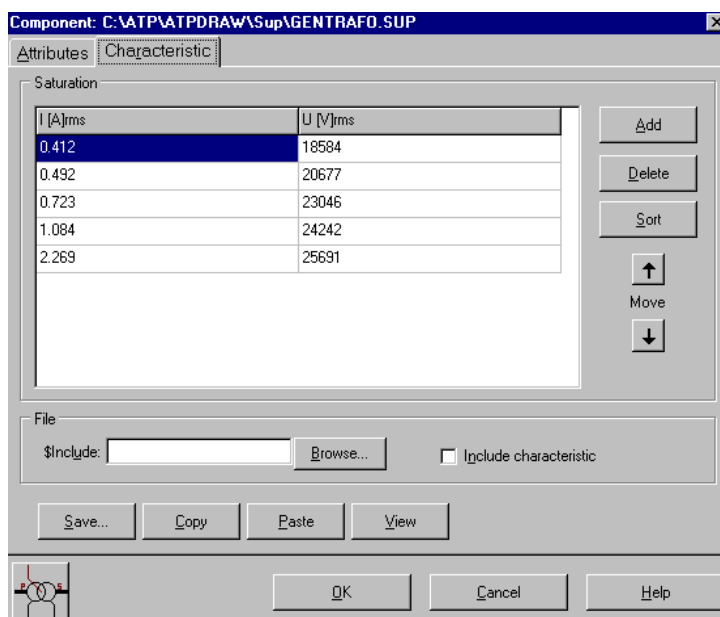 Component: C:\ATP\ATPDRAW\Sup\GENTRAFO.SUP
Attributes Characteristic
Saturation
I [A]rms U [V]rms
0.412 18584
0.492 20677
0.723 23046
1.084 24242
2.269 25691
Add
Delete
Sort
Move
File
$Include: Browse... Include characteristic
Save... Copy Paste View
P S
OK Cancel Help